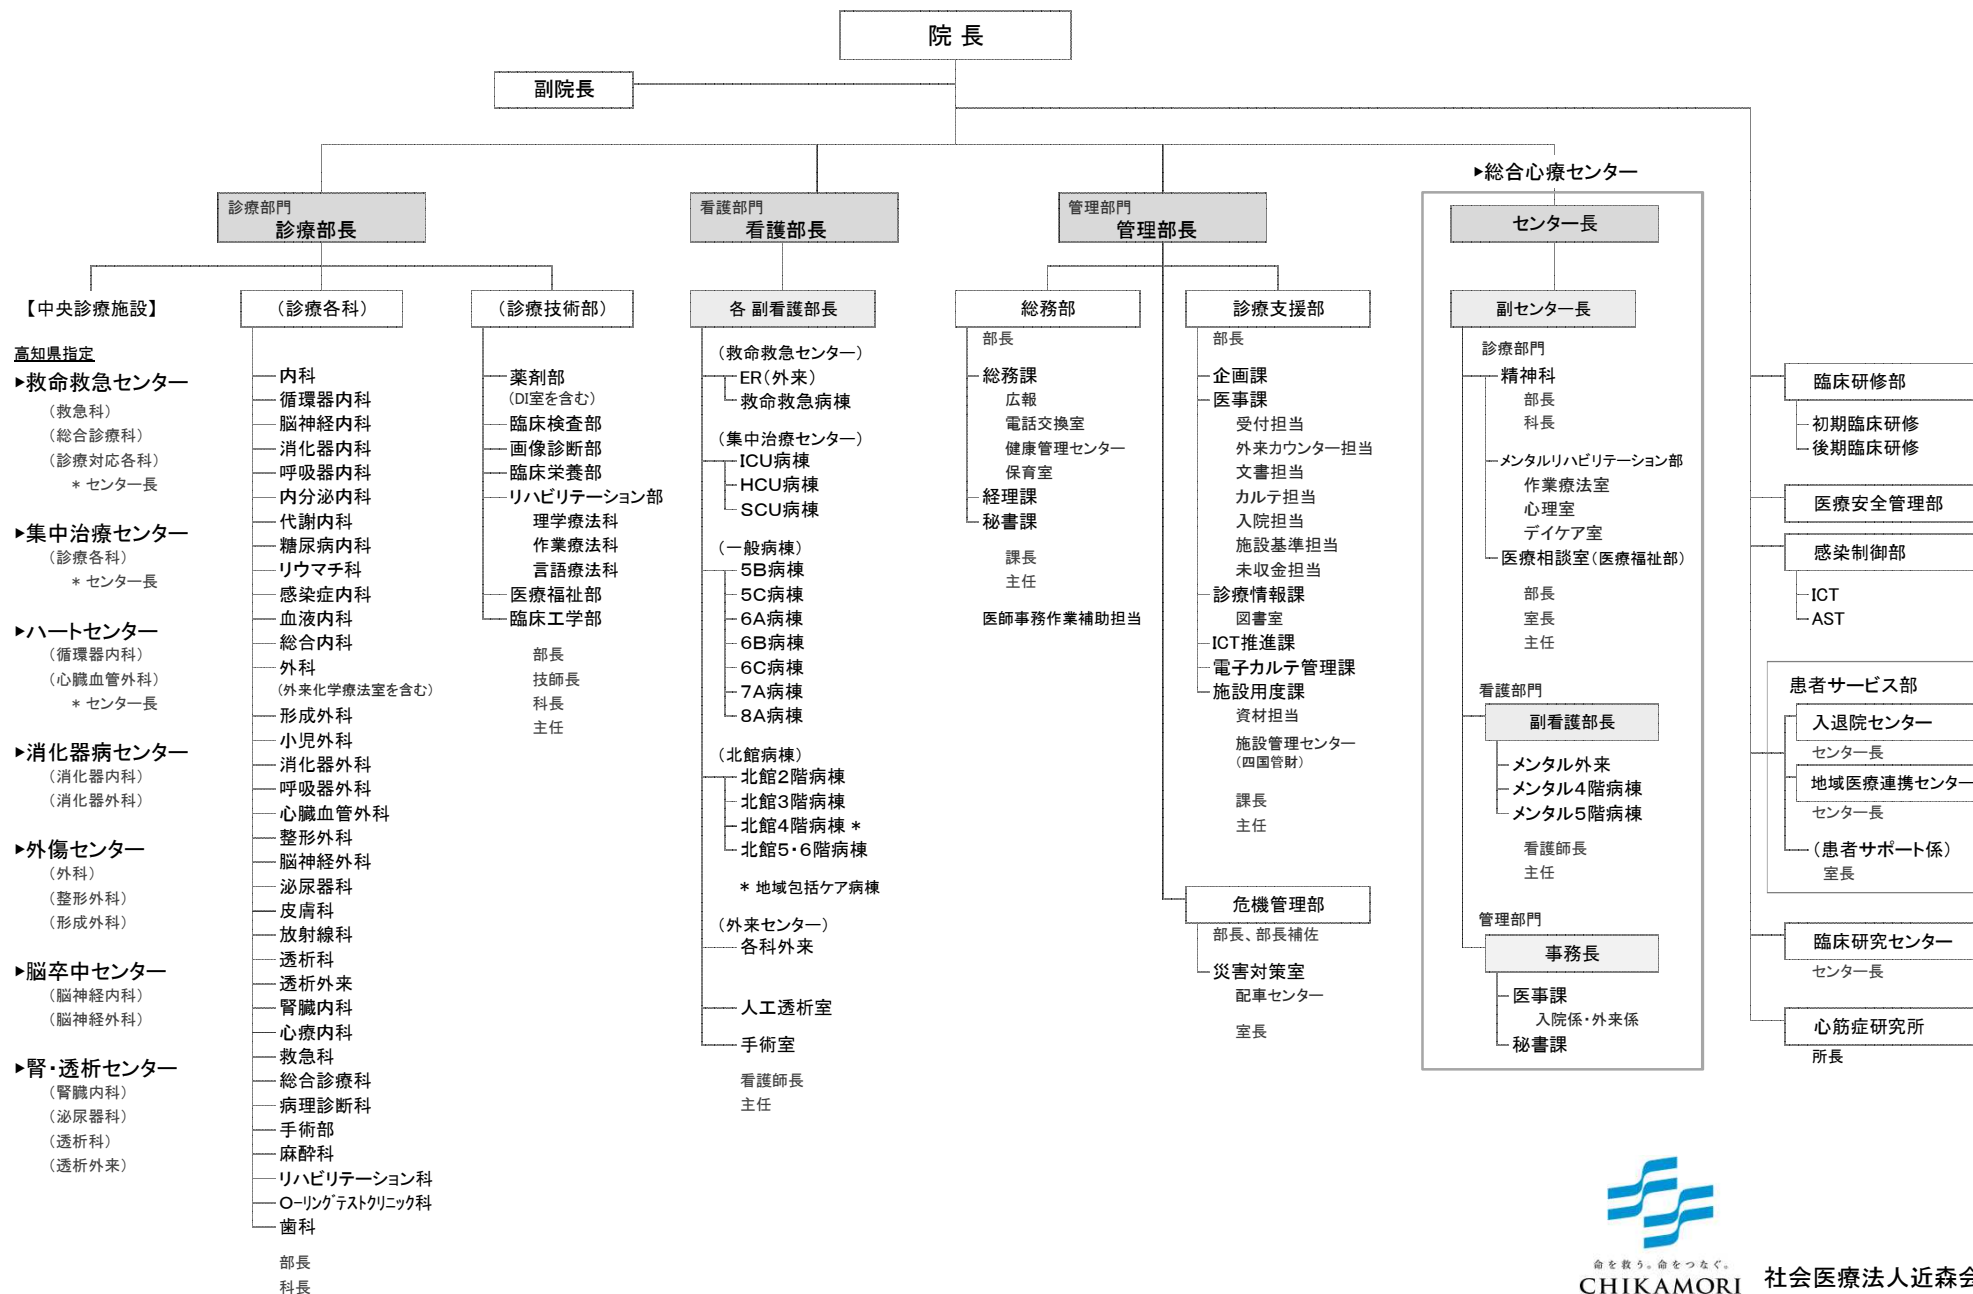 院 長
副院長
診療部門
診療部長
【中央診療施設】
高知県指定
▶救命救急センター
(救急科)
(総合診療科)
(診療対応各科)
* センター長
▶集中治療センター
(診療各科)
* センター長
▶ハートセンター
(循環器内科)
(心臓血管外科)
* センター長
▶消化器病センター
(消化器内科)
(消化器外科)
▶外傷センター
(外科)
(整形外科)
(形成外科)
▶脳卒中センター
(脳神経内科)
(脳神経外科)
▶腎・透析センター
(腎臓内科)
(泌尿器科)
(透析科)
(透析外来)
(診療各科)
内科
循環器内科
脳神経内科
消化器内科
呼吸器内科
内分泌内科
代謝内科
糖尿病内科
リウマチ科
感染症内科
血液内科
総合内科
外科
(外来化学療法室を含む)
形成外科
小児外科
消化器外科
呼吸器外科
心臓血管外科
整形外科
脳神経外科
泌尿器科
皮膚科
放射線科
透析科
透析外来
腎臓内科
心療内科
救急科
総合診療科
病理診断科
手術部
麻酔科
リハビリテーション科
O-リングテストクリニック科
歯科
部長
科長
(診療技術部)
薬剤部
(DI室を含む)
臨床検査部
画像診断部
臨床栄養部
リハビリテーション部
理学療法科
作業療法科
言語療法科
医療福祉部
臨床工学部
部長
技師長
科長
主任
看護部門
看護部長
各 副看護部長
(救命救急センター)
ER(外来)
救命救急病棟
(集中治療センター)
ICU病棟
HCU病棟
SCU病棟
(一般病棟)
5B病棟
5C病棟
6A病棟
6B病棟
6C病棟
7A病棟
8A病棟
(北館病棟)
北館2階病棟
北館3階病棟
北館4階病棟 *
北館5・6階病棟
* 地域包括ケア病棟
(外来センター)
各科外来
人工透析室
手術室
看護師長
主任
管理部門
管理部長
総務部
部長
総務課
広報
電話交換室
健康管理センター
保育室
経理課
秘書課
課長
主任
医師事務作業補助担当
診療支援部
部長
企画課
医事課
受付担当
外来カウンター担当
文書担当
カルテ担当
入院担当
施設基準担当
未収金担当
診療情報課
図書室
ICT推進課
電子カルテ管理課
施設用度課
資材担当
施設管理センター
(四国管財)
課長
主任
危機管理部
部長、部長補佐
災害対策室
配車センター
室長
▶総合心療センター
センター長
副センター長
診療部門
精神科
部長
科長
メンタルリハビリテーション部
作業療法室
心理室
デイケア室
医療相談室(医療福祉部)
部長
室長
主任
看護部門
副看護部長
メンタル外来
メンタル4階病棟
メンタル5階病棟
看護師長
主任
管理部門
事務長
医事課
入院係・外来係
秘書課
臨床研修部
初期臨床研修
後期臨床研修
医療安全管理部
感染制御部
ICT
AST
患者サービス部
入退院センター
センター長
地域医療連携センター
センター長
(患者サポート係)
室長
臨床研究センター
センター長
心筋症研究所
所長
命を救う。命をつなぐ。
CHIKAMORI
社会医療法人近森会